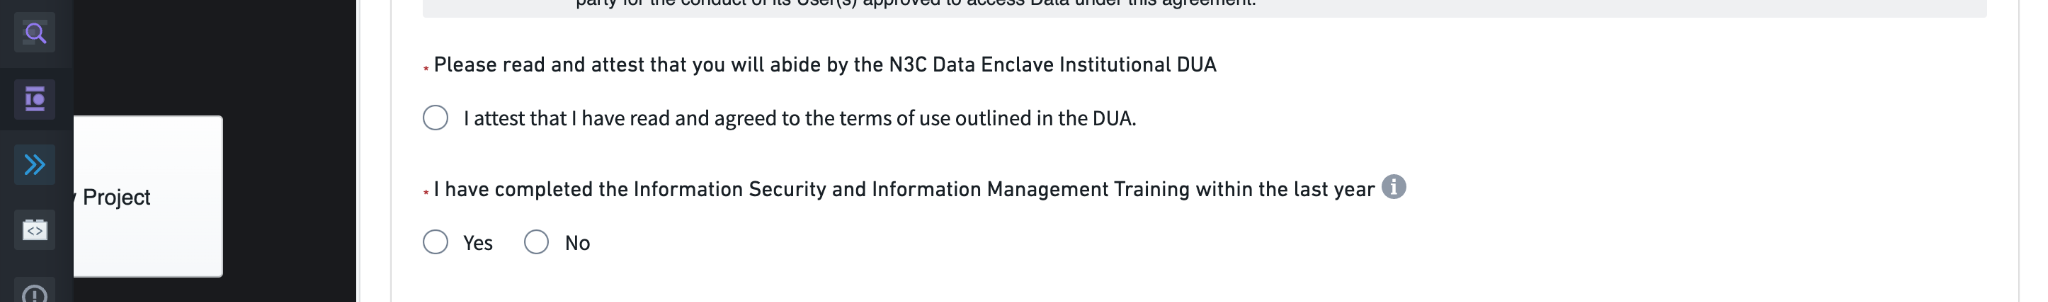 party for the conduct of its User(s) approved to access Data under this agreement.
* Please read and attest that you will abide by the N3C Data Enclave Institutional DUA
I attest that I have read and agreed to the terms of use outlined in the DUA.
Project
* I have completed the Information Security and Information Management Training within the last year
Yes No